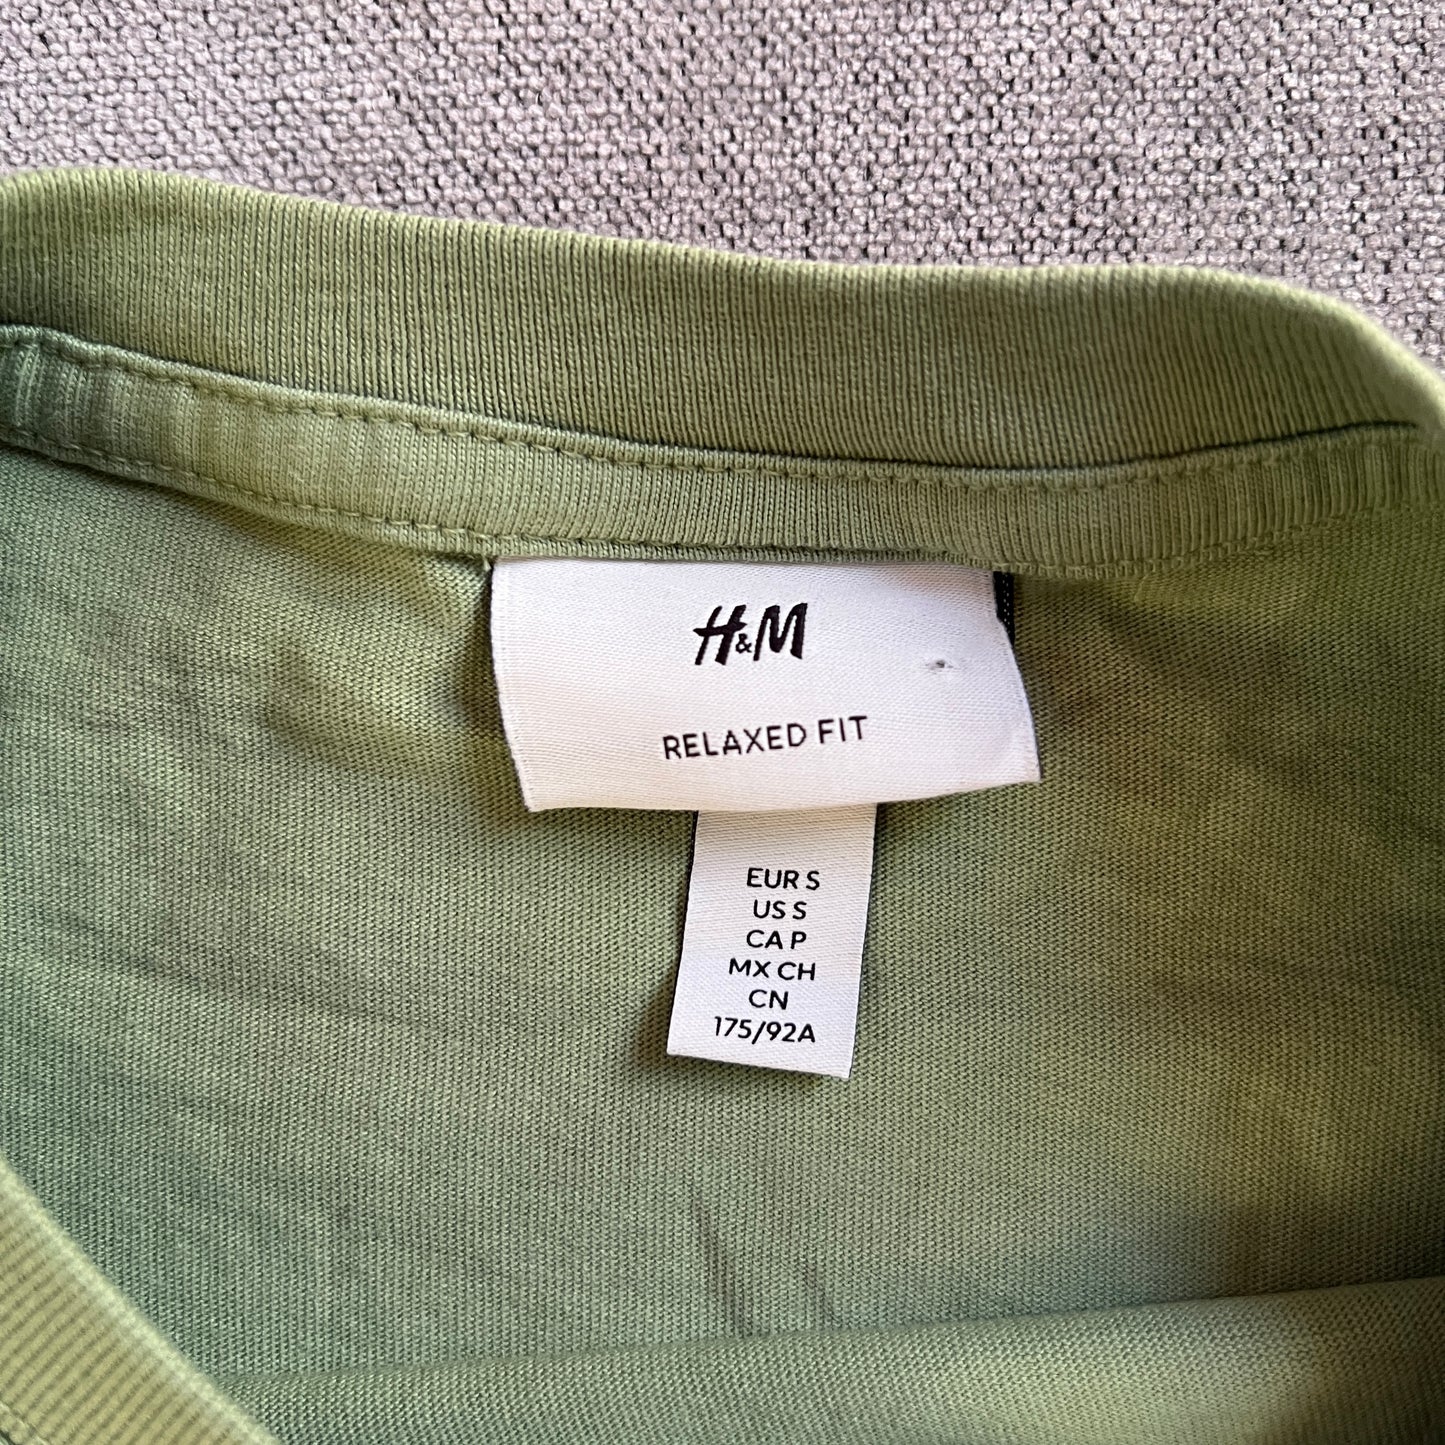 H&M
RELAXED FIT
EUR S
US S
CA P
MX CH
CN
175/92A